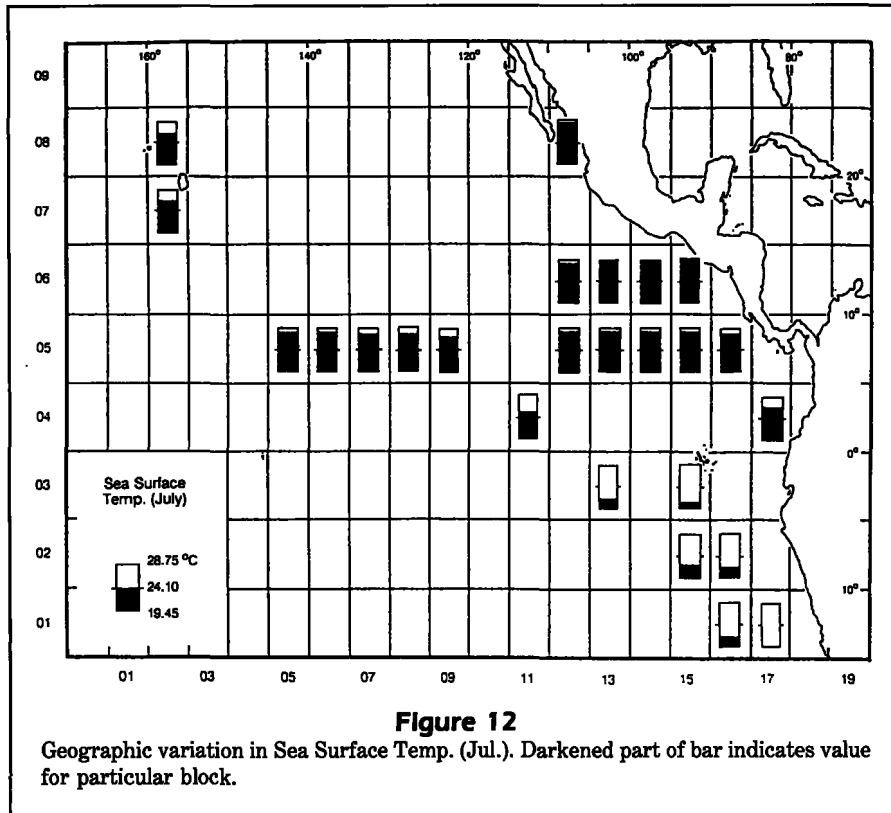 160° 140° 120° 100° 80°
09
08
20°
07
06
10°
05
04
0°
03
Sea Surface
Temp. (July)
28.75 °C
24.10
19.45
02
10°
01
01 03 05 07 09 11 13 15 17 19
Figure 12
Geographic variation in Sea Surface Temp. (Jul.). Darkened part of bar indicates value
for particular block.